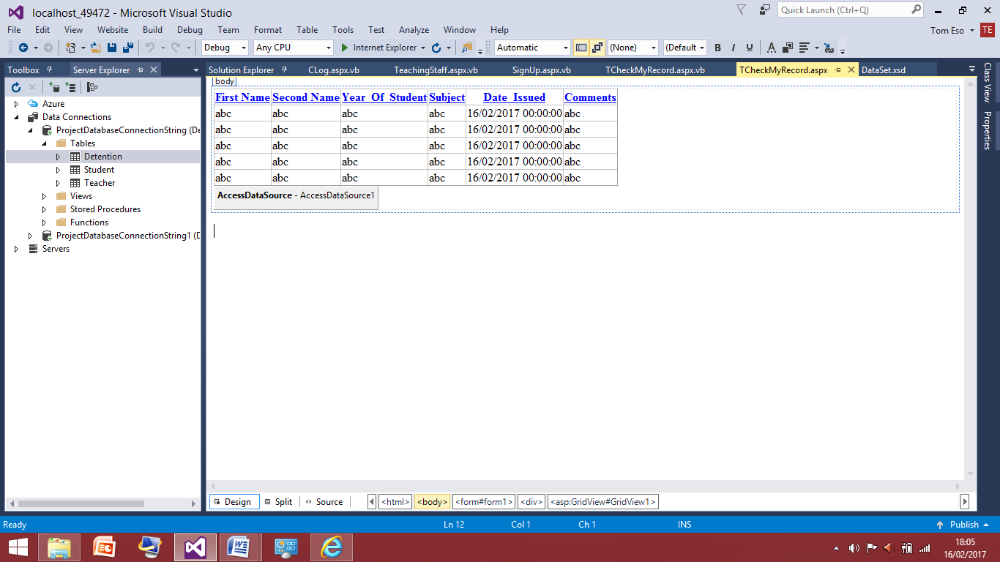 localhost_49472 - Microsoft Visual Studio
Quick Launch (Ctrl+Q)
File Edit View Website Build Debug Team Format Table Tools Test Analyze Window Help
Tom Eso TE
Debug Any CPU Internet Explorer Automatic (None) (Default B I U A
Toolbox Server Explorer Solution Explorer CLog.aspx.vb TeachingStaff.aspx.vb SignUp.aspx.vb TCheckMyRecord.aspx.vb TCheckMyRecord.aspx DataSet.xsd
Class View
Properties
Azure
Data Connections
ProjectDatabaseConnectionString (De
Tables
Detention
Student
Teacher
Views
Stored Procedures
Functions
ProjectDatabaseConnectionString1 (D
Servers
body
First Name Second Name Year_Of_Student Subject Date_Issued Comments
abc abc abc abc 16/02/2017 00:00:00 abc
abc abc abc abc 16/02/2017 00:00:00 abc
abc abc abc abc 16/02/2017 00:00:00 abc
abc abc abc abc 16/02/2017 00:00:00 abc
abc abc abc abc 16/02/2017 00:00:00 abc
AccessDataSource - AccessDataSource1
Design Split Source <html> <body> <form#form1> <div> <asp:GridView#GridView1>
Ready Ln 12 Col 1 Ch 1 INS Publish
18:05
16/02/2017